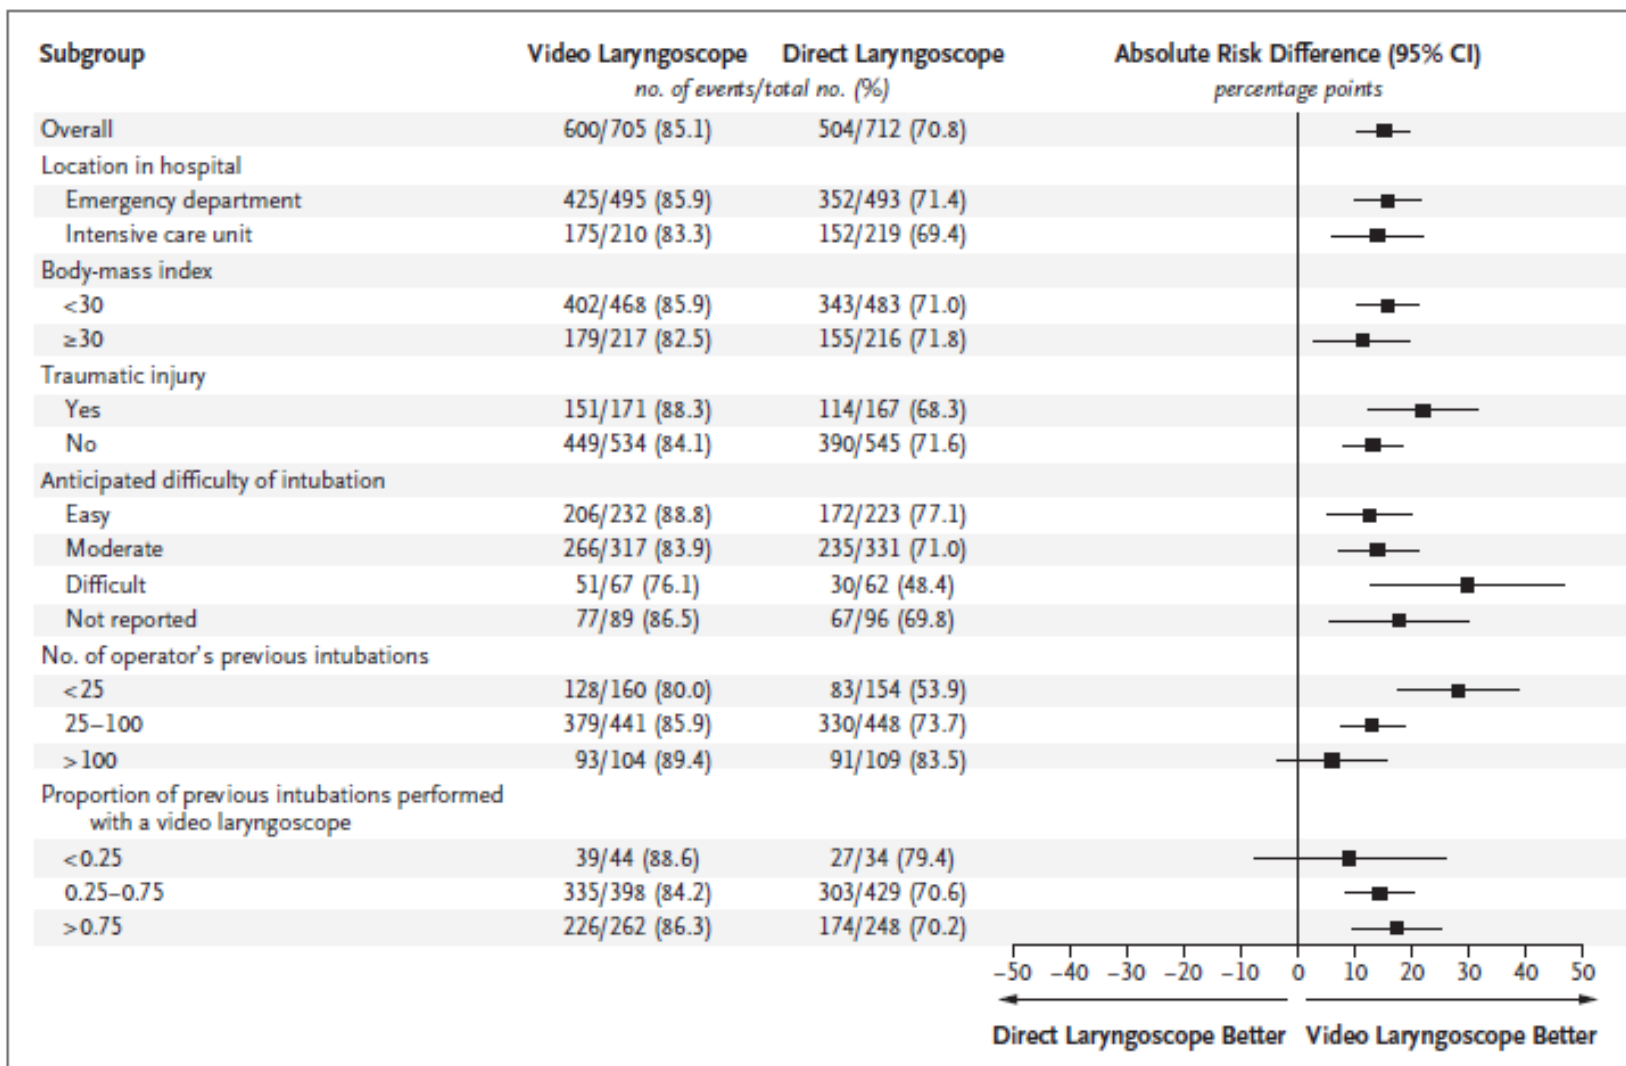 Subgroup Video Laryngoscope Direct Laryngoscope Absolute Risk Difference (95% CI)
no. of events/total no. (%) percentage points
Overall 600/705 (85.1) 504/712 (70.8)
Location in hospital
Emergency department 425/495 (85.9) 352/493 (71.4)
Intensive care unit 175/210 (83.3) 152/219 (69.4)
Body-mass index
<30 402/468 (85.9) 343/483 (71.0)
≥30 179/217 (82.5) 155/216 (71.8)
Traumatic injury
Yes 151/171 (88.3) 114/167 (68.3)
No 449/534 (84.1) 390/545 (71.6)
Anticipated difficulty of intubation
Easy 206/232 (88.8) 172/223 (77.1)
Moderate 266/317 (83.9) 235/331 (71.0)
Difficult 51/67 (76.1) 30/62 (48.4)
Not reported 77/89 (86.5) 67/96 (69.8)
No. of operator's previous intubations
<25 128/160 (80.0) 83/154 (53.9)
25–100 379/441 (85.9) 330/448 (73.7)
>100 93/104 (89.4) 91/109 (83.5)
Proportion of previous intubations performed
with a video laryngoscope
<0.25 39/44 (88.6) 27/34 (79.4)
0.25–0.75 335/398 (84.2) 303/429 (70.6)
>0.75 226/262 (86.3) 174/248 (70.2)
−50 −40 −30 −20 −10 0 10 20 30 40 50
Direct Laryngoscope Better Video Laryngoscope Better